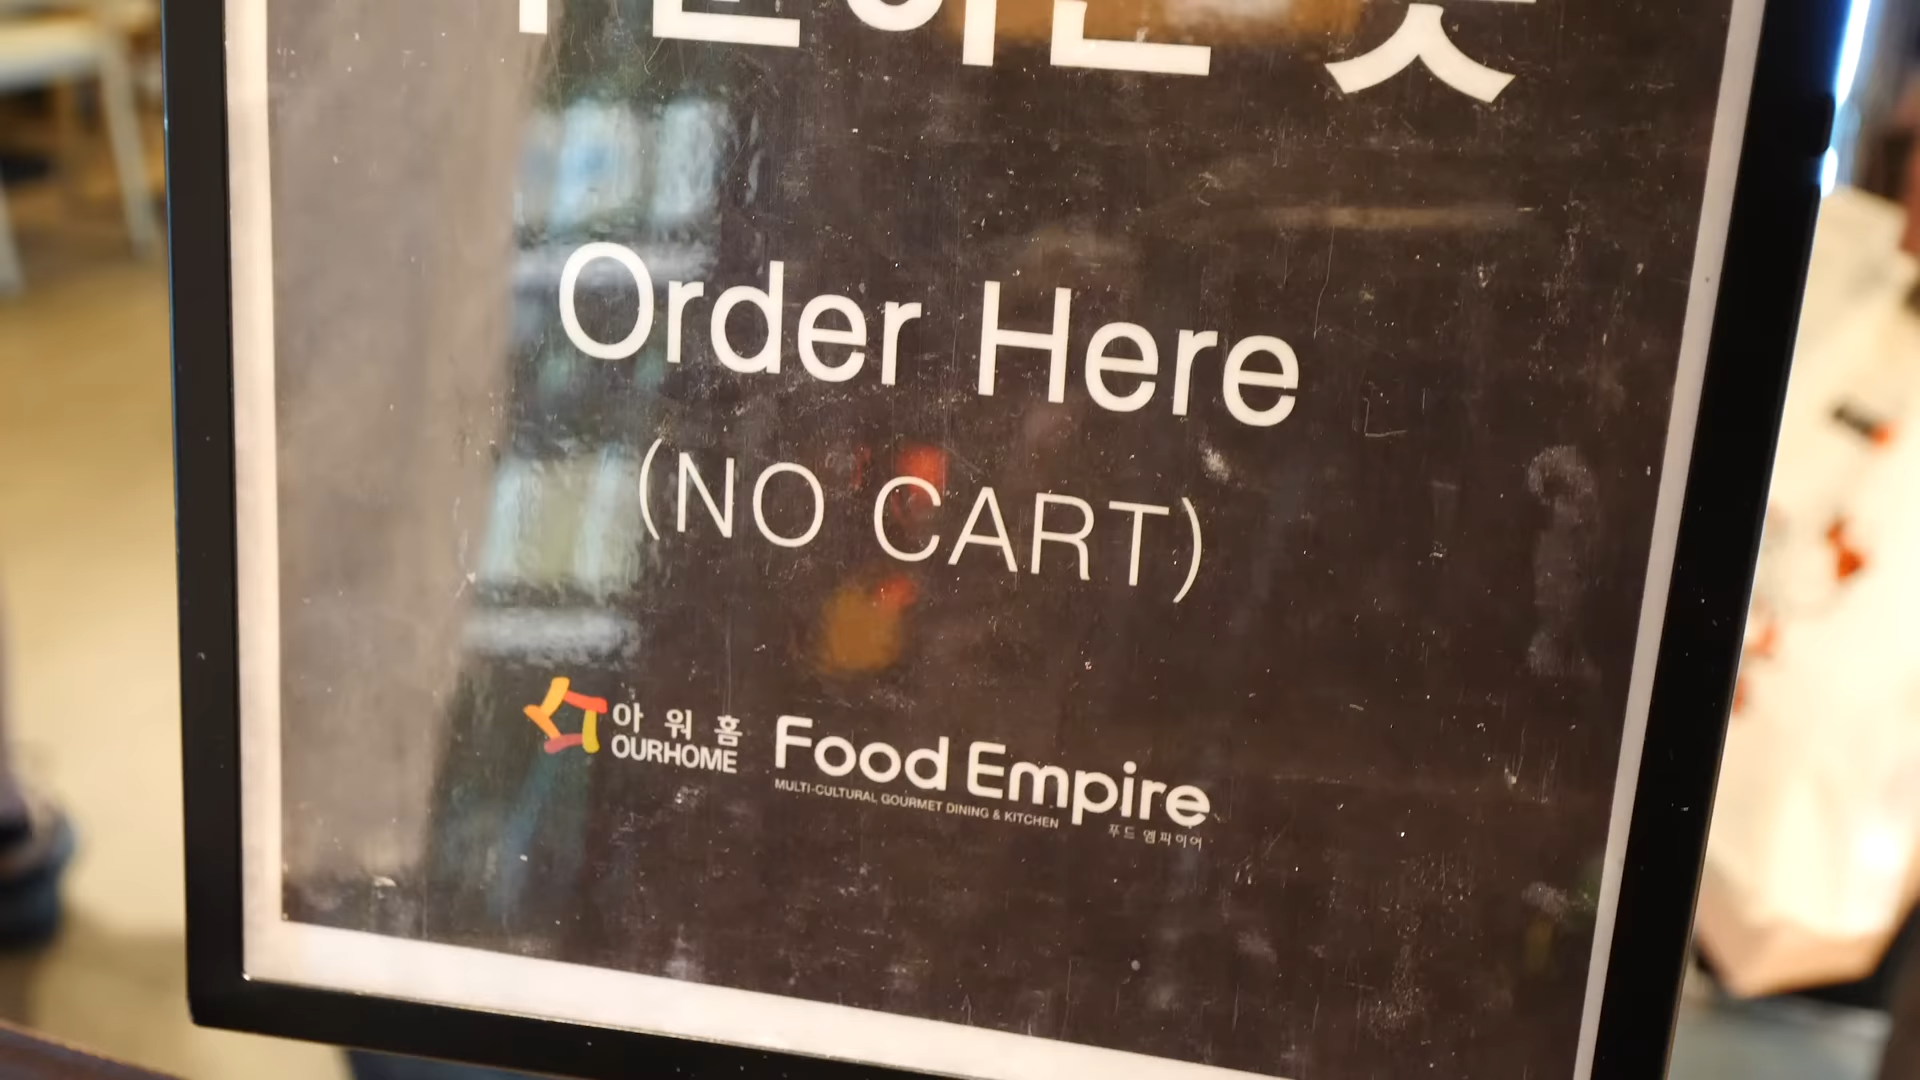 Order Here
(NO CART)
아워홈
OURHOME
Food Empire
MULTI-CULTURAL GOURMET DINING & KITCHEN
푸드 엠파이어